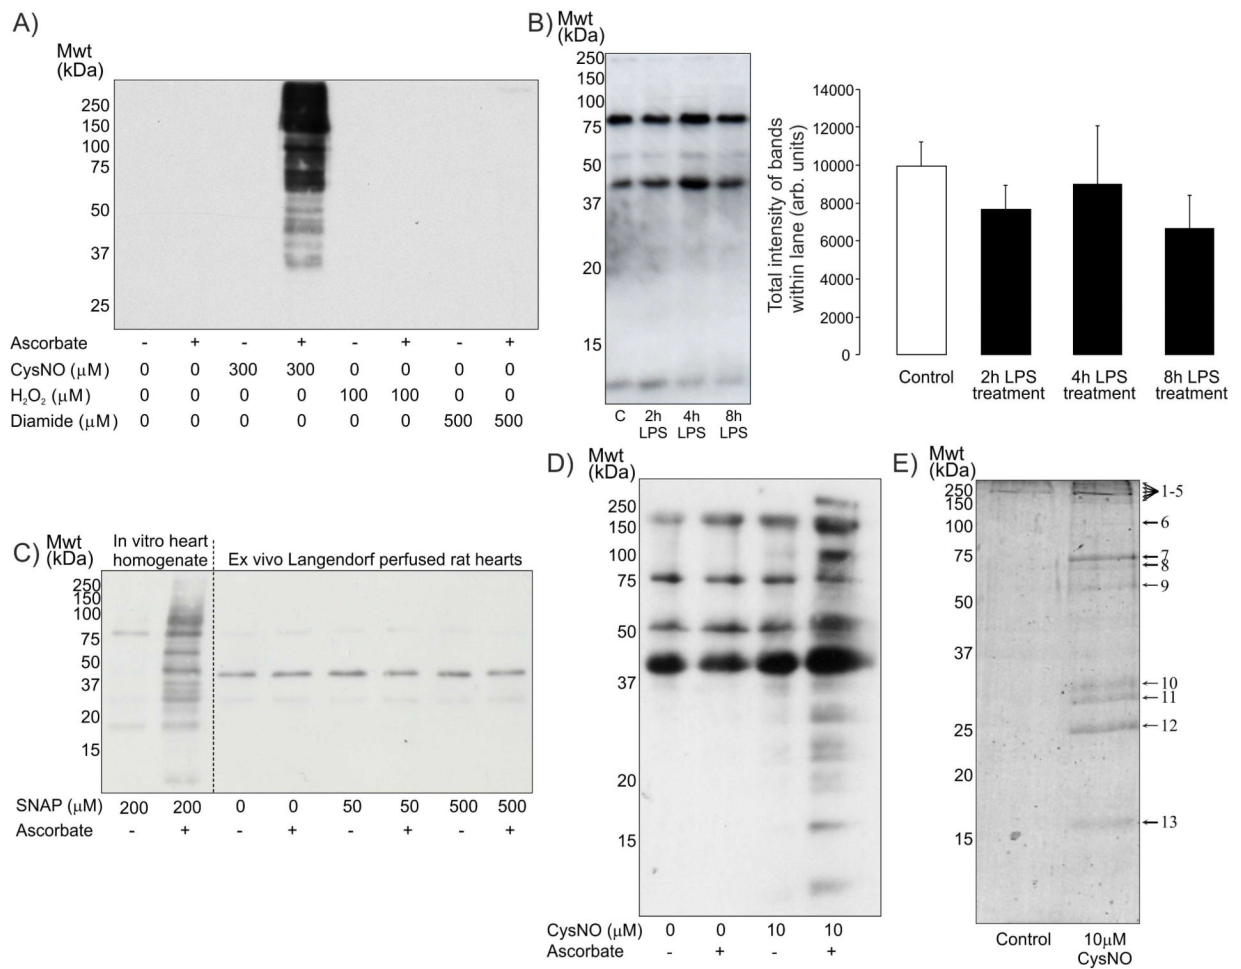 A)
Mwt
(kDa)
250
150
100
75
50
37
25
Ascorbate - + - + - + - +
CysNO (μM) 0 0 300 300 0 0 0 0
H₂O₂ (μM) 0 0 0 0 100 100 0 0
Diamide (μM) 0 0 0 0 0 0 500 500
B)
Mwt
(kDa)
250
150
100
75
50
37
20
15
C 2h 4h 8h
LPS LPS LPS
Total intensity of bands
within lane (arb. units)
14000
12000
10000
8000
6000
4000
2000
0
Control 2h LPS 4h LPS 8h LPS
treatment treatment treatment
C)
Mwt
(kDa)
In vitro heart
homogenate
Ex vivo Langendorf perfused rat hearts
250
150
100
75
50
37
20
15
SNAP (μM) 200 200 0 0 50 50 500 500
Ascorbate - + - + - + - +
D)
Mwt
(kDa)
250
150
100
75
50
37
20
15
CysNO (μM) 0 0 10 10
Ascorbate - + - +
E)
Mwt
(kDa)
250
150
100
75
50
37
25
20
15
1-5
6
7
8
9
10
11
12
13
Control 10μM
CysNO